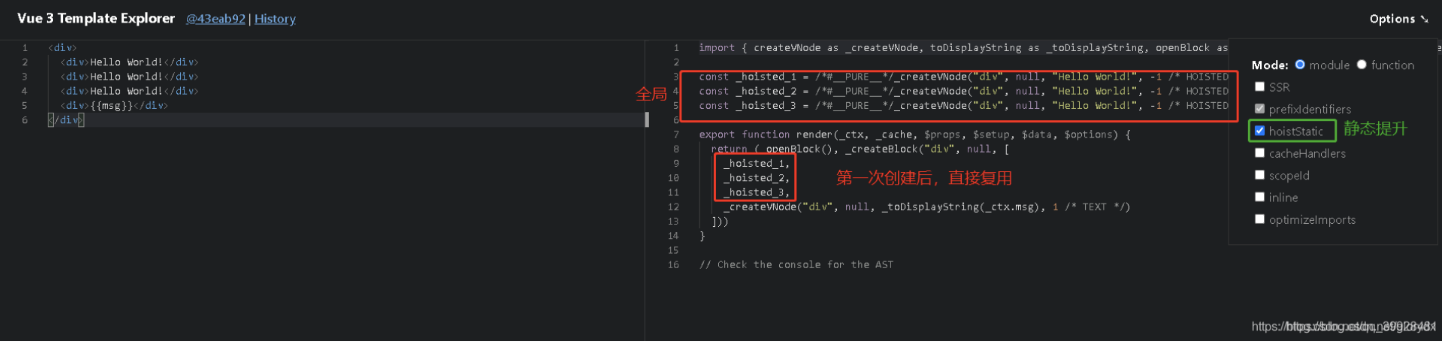 Vue 3 Template Explorer @43eab92 | History Options ↘
1 <div>
2 <div>Hello World!</div>
3 <div>Hello World!</div>
4 <div>Hello World!</div>
5 <div>{{msg}}</div>
6 </div>
1 import { createVNode as _createVNode, toDisplayString as _toDisplayString, openBlock as
2
3 const _hoisted_1 = /*#__PURE__*/_createVNode("div", null, "Hello World!", -1 /* HOISTED
全局 4 const _hoisted_2 = /*#__PURE__*/_createVNode("div", null, "Hello World!", -1 /* HOISTED
5 const _hoisted_3 = /*#__PURE__*/_createVNode("div", null, "Hello World!", -1 /* HOISTED
6
7 export function render(_ctx, _cache, $props, $setup, $data, $options) {
8 return (_openBlock(), _createBlock("div", null, [
9 _hoisted_1,
10 _hoisted_2,
第一次创建后，直接复用
11 _hoisted_3,
12 _createVNode("div", null, _toDisplayString(_ctx.msg), 1 /* TEXT */)
13 ]))
14 }
15
16 // Check the console for the AST
Mode: module function
SSR
prefixIdentifiers
hoistStatic 静态提升
cacheHandlers
scopeId
inline
optimizeImports